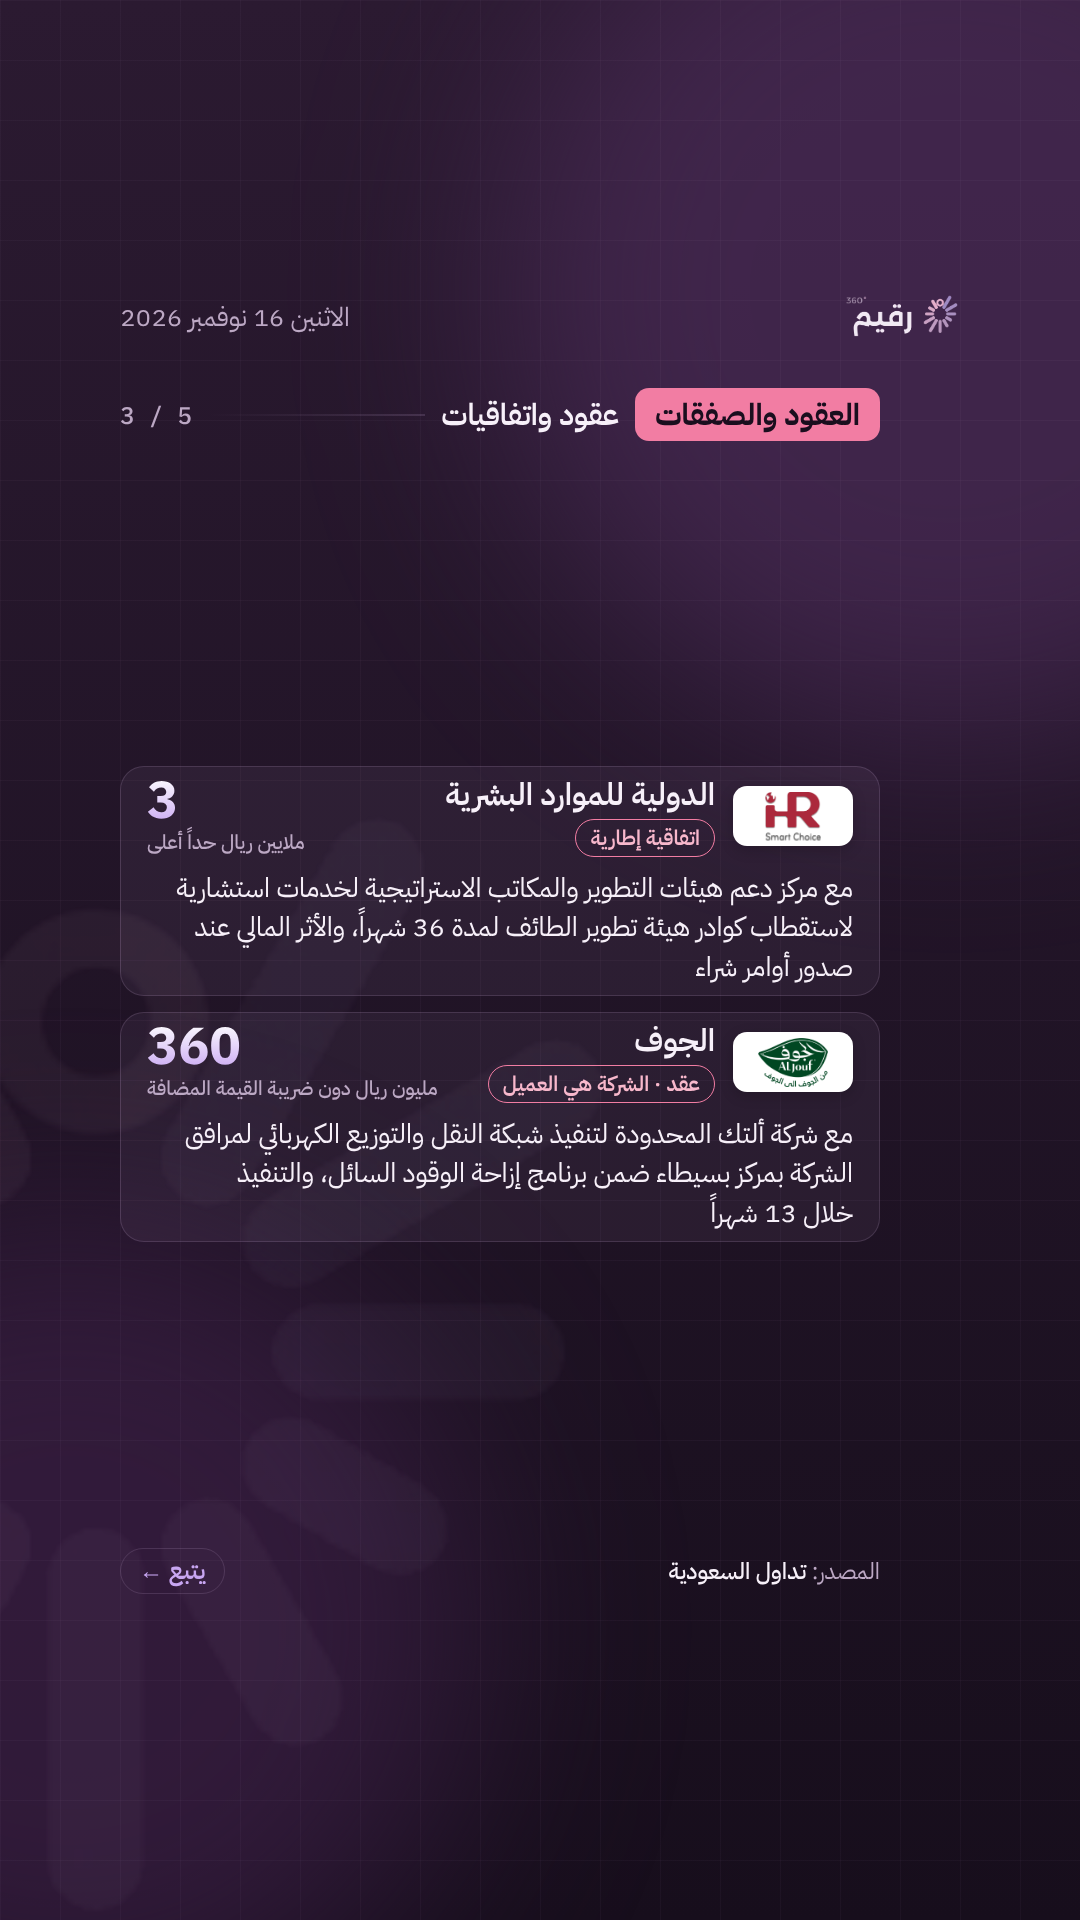 رقيم °360
الاثنين 16 نوفمبر 2026
العقود والصفقات
عقود واتفاقيات
3 / 5
HR
Smart Choice
الدولية للموارد البشرية
اتفاقية إطارية
3
ملايين ريال حداً أعلى
مع مركز دعم هيئات التطوير والمكاتب الاستراتيجية لخدمات استشارية
لاستقطاب كوادر هيئة تطوير الطائف لمدة 36 شهراً، والأثر المالي عند
صدور أوامر شراء
الجوف
Al Jouf
من الجوف الى الجوف
الجوف
عقد · الشركة هي العميل
360
مليون ريال دون ضريبة القيمة المضافة
مع شركة ألتك المحدودة لتنفيذ شبكة النقل والتوزيع الكهربائي لمرافق
الشركة بمركز بسيطاء ضمن برنامج إزاحة الوقود السائل، والتنفيذ
خلال 13 شهراً
المصدر: تداول السعودية
يتبع ←